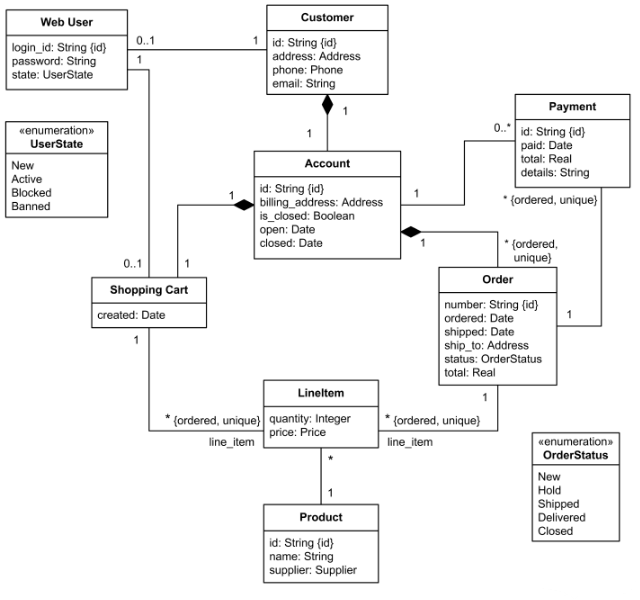 Web User
login_id: String {id}
password: String
state: UserState
0..1
1
1
Customer
id: String {id}
address: Address
phone: Phone
email: String
1
1
«enumeration»
UserState
New
Active
Blocked
Banned
Payment
id: String {id}
paid: Date
total: Real
details: String
0..*
1
* {ordered, unique}
Account
id: String {id}
billing_address: Address
is_closed: Boolean
open: Date
closed: Date
1
1
0..1
1
* {ordered,
unique}
Shopping Cart
created: Date
1
Order
number: String {id}
ordered: Date
shipped: Date
ship_to: Address
status: OrderStatus
total: Real
1
1
LineItem
quantity: Integer
price: Price
* {ordered, unique}
line_item
* {ordered, unique}
line_item
*
1
Product
id: String {id}
name: String
supplier: Supplier
«enumeration»
OrderStatus
New
Hold
Shipped
Delivered
Closed